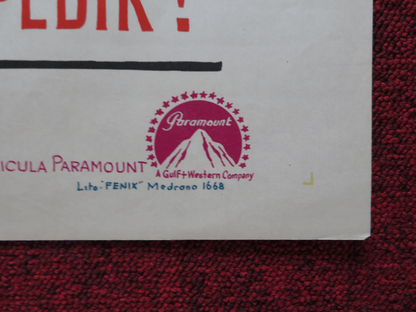 PEDIR!
Paramount
ICULA PARAMOUNT
A Gulf+Western Company
Lito. "FENIX" Medrano 1668